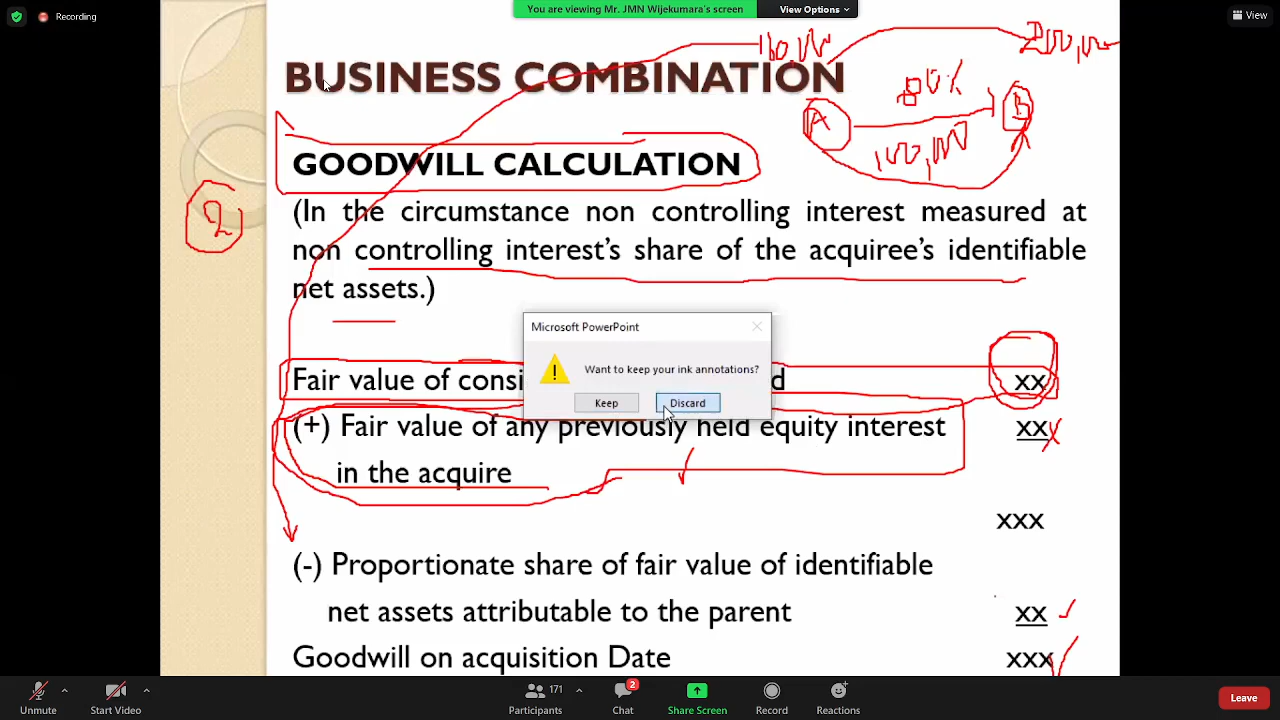 Recording
You are viewing Mr. JMN Wijekumara's screen
View Options
View
BUSINESS COMBINATION
80%
A
B
100,000
GOODWILL CALCULATION
2
(In the circumstance non controlling interest measured at
non controlling interest's share of the acquiree's identifiable
net assets.)
Microsoft PowerPoint
Want to keep your ink annotations?
Keep
Discard
Fair value of
xx
(+) Fair value of any previously held equity interest
xx
in the acquire
xxx
(-) Proportionate share of fair value of identifiable
net assets attributable to the parent
xx
Goodwill on acquisition Date
xxx
Unmute
Start Video
Participants
171
Chat
2
Share Screen
Record
Reactions
Leave